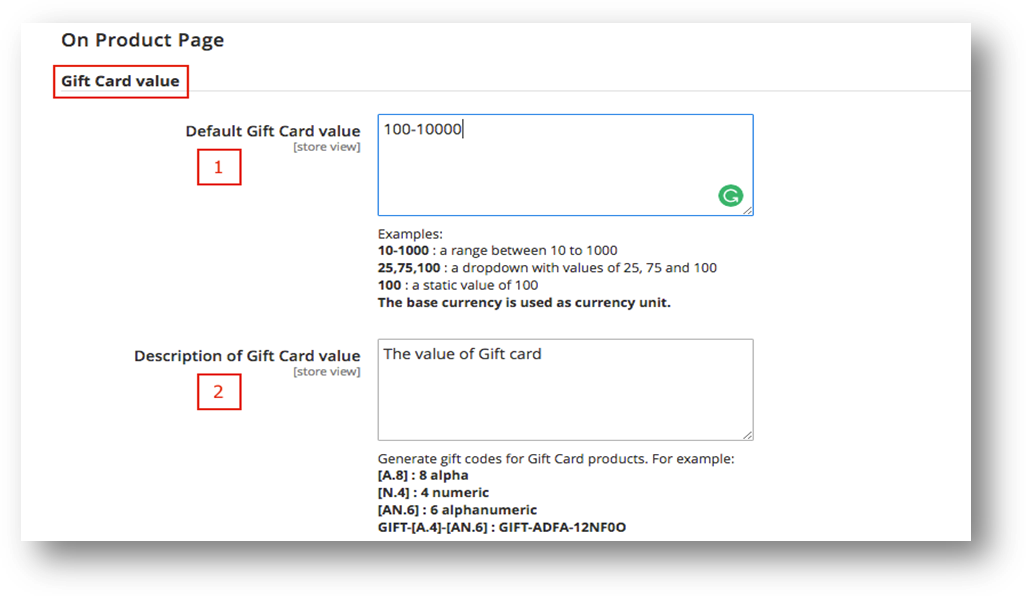 On Product Page
Gift Card value
Default Gift Card value
[store view]
1
100-10000
Examples:
10-1000 : a range between 10 to 1000
25,75,100 : a dropdown with values of 25, 75 and 100
100 : a static value of 100
The base currency is used as currency unit.
Description of Gift Card value
[store view]
2
The value of Gift card
Generate gift codes for Gift Card products. For example:
[A.8] : 8 alpha
[N.4] : 4 numeric
[AN.6] : 6 alphanumeric
GIFT-[A.4]-[AN.6] : GIFT-ADFA-12NF0O